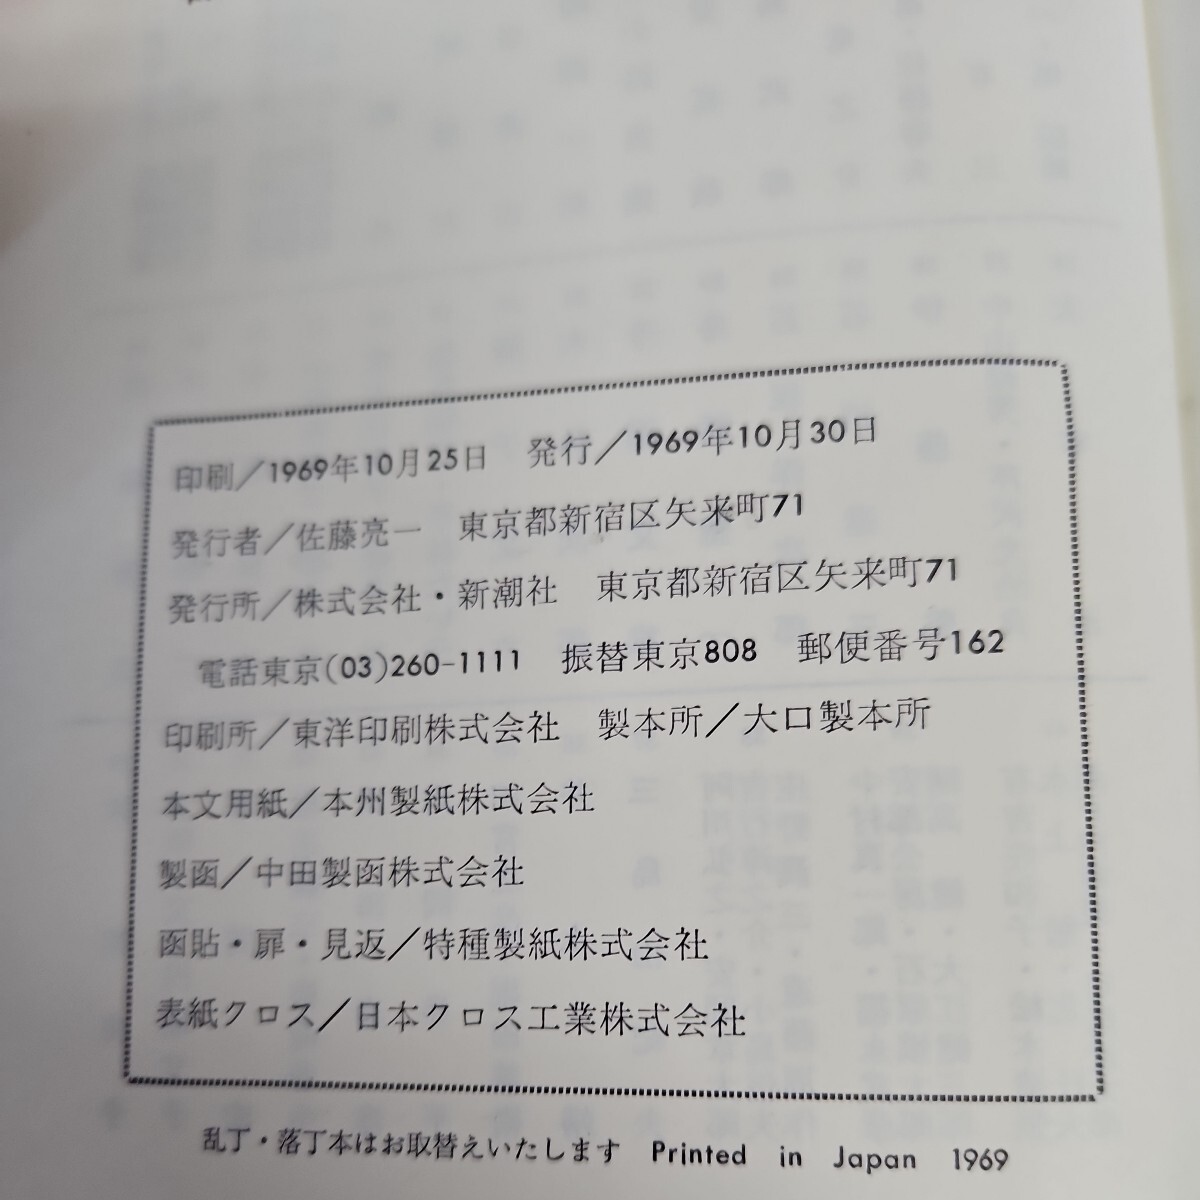 印刷/1969年10月25日　発行/1969年10月30日
発行者/佐藤亮一　東京都新宿区矢来町71
発行所/株式会社・新潮社　東京都新宿区矢来町71
電話東京(03)260-1111　振替東京808　郵便番号162
印刷所/東洋印刷株式会社　製本所/大口製本所
本文用紙/本州製紙株式会社
製函/中田製函株式会社
函貼・扉・見返/特種製紙株式会社
表紙クロス/日本クロス工業株式会社
乱丁・落丁本はお取替えいたします　Printed in Japan 1969